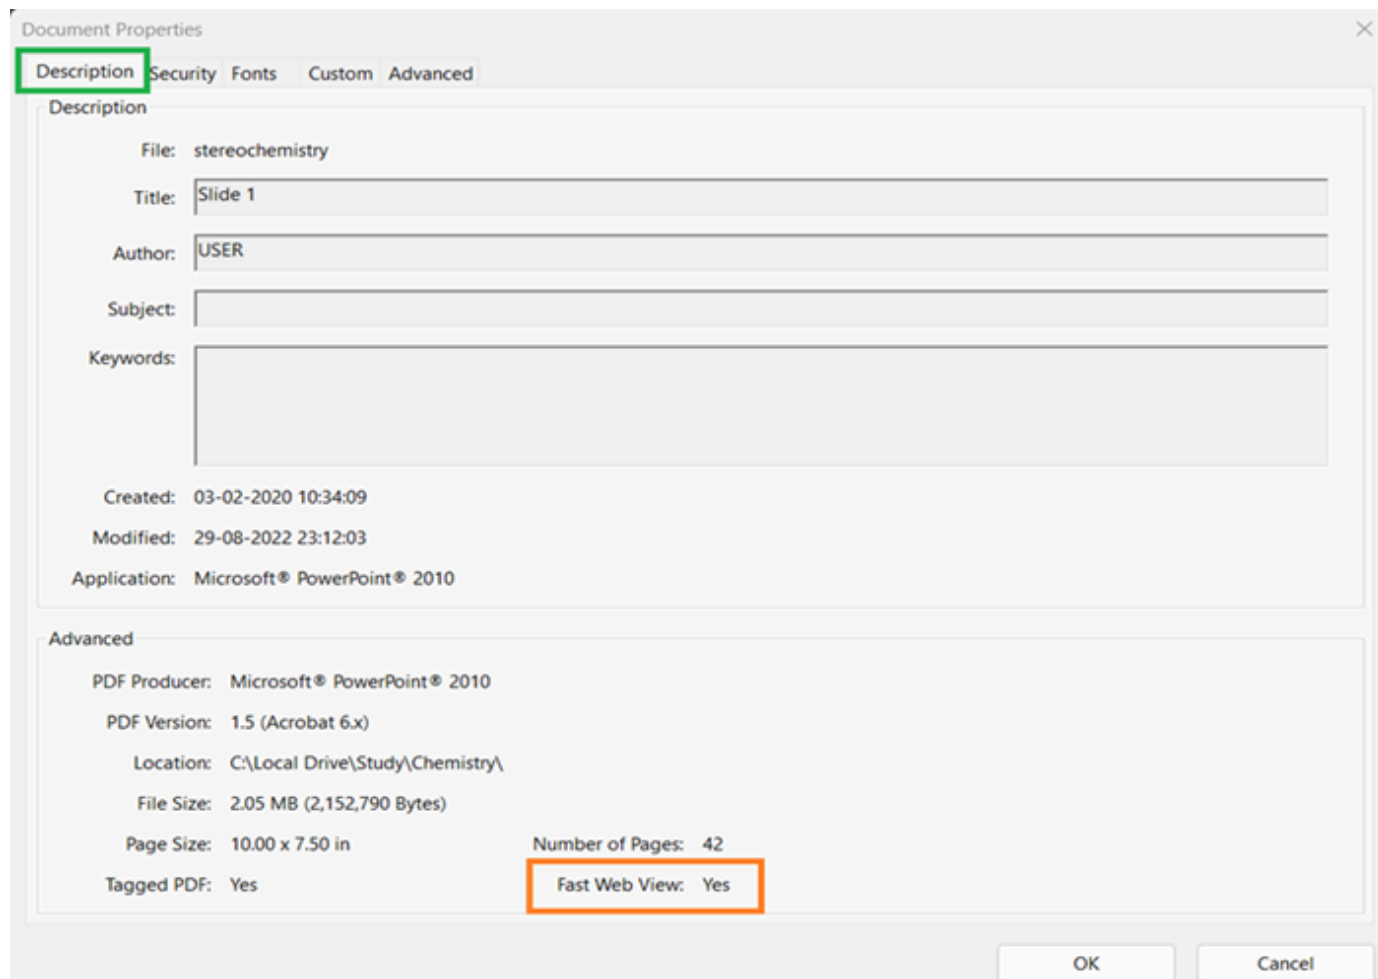 Document Properties
Description Security Fonts Custom Advanced
Description
File: stereochemistry
Title: Slide 1
Author: USER
Subject:
Keywords:
Created: 03-02-2020 10:34:09
Modified: 29-08-2022 23:12:03
Application: Microsoft® PowerPoint® 2010
Advanced
PDF Producer: Microsoft® PowerPoint® 2010
PDF Version: 1.5 (Acrobat 6.x)
Location: C:\Local Drive\Study\Chemistry\
File Size: 2.05 MB (2,152,790 Bytes)
Page Size: 10.00 x 7.50 in Number of Pages: 42
Tagged PDF: Yes Fast Web View: Yes
OK Cancel